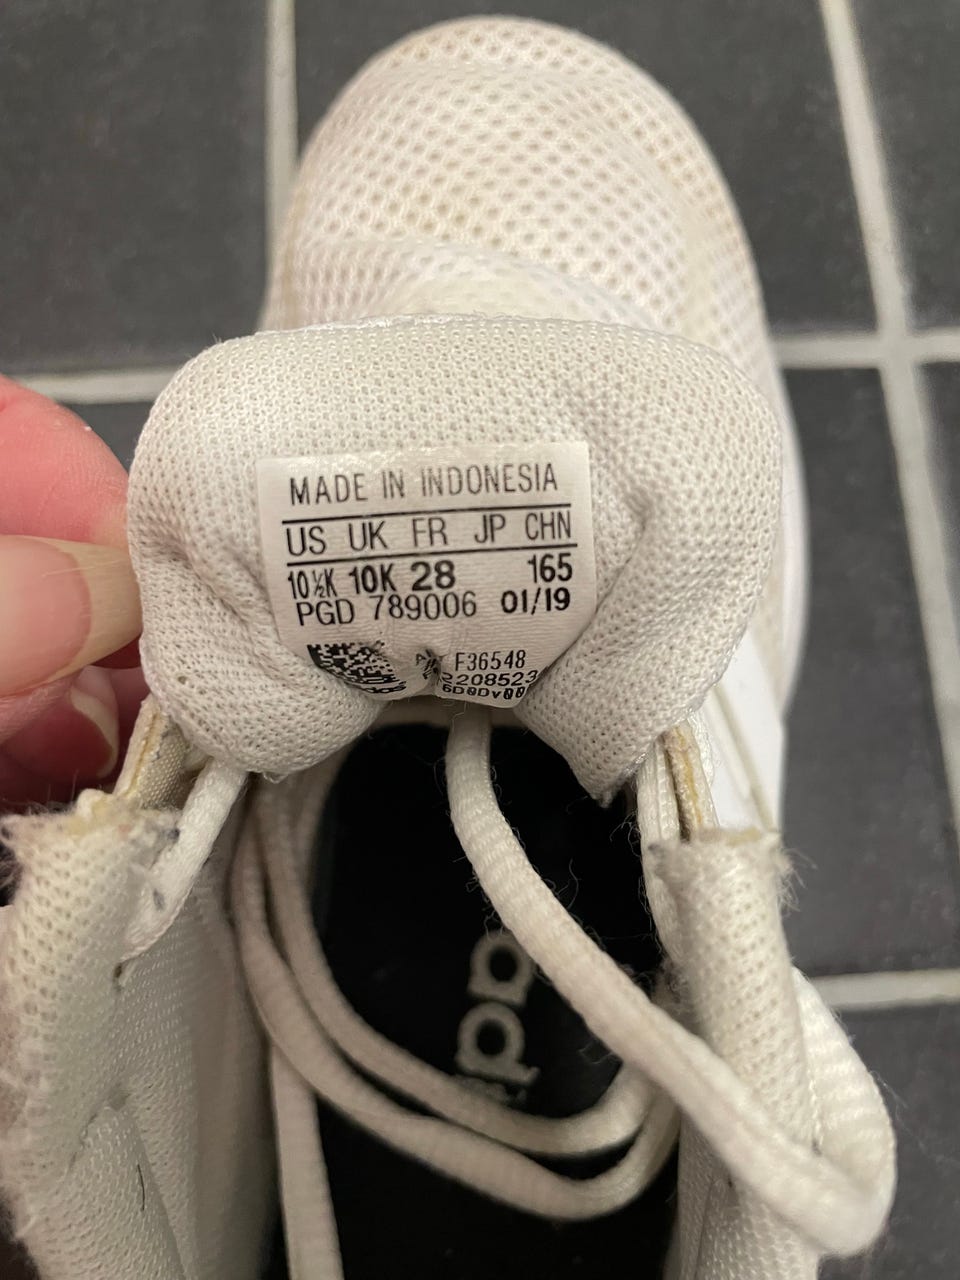 MADE IN INDONESIA
US UK FR JP CHN
10½K 10K 28 165
PGD 789006 01/19
F36548
2208523